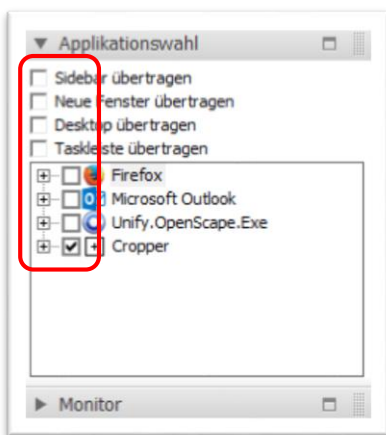 Applikationswahl
Sidebar übertragen
Neue Fenster übertragen
Desktop übertragen
Taskleiste übertragen
Firefox
Microsoft Outlook
Unify.OpenScape.Exe
Cropper
Monitor